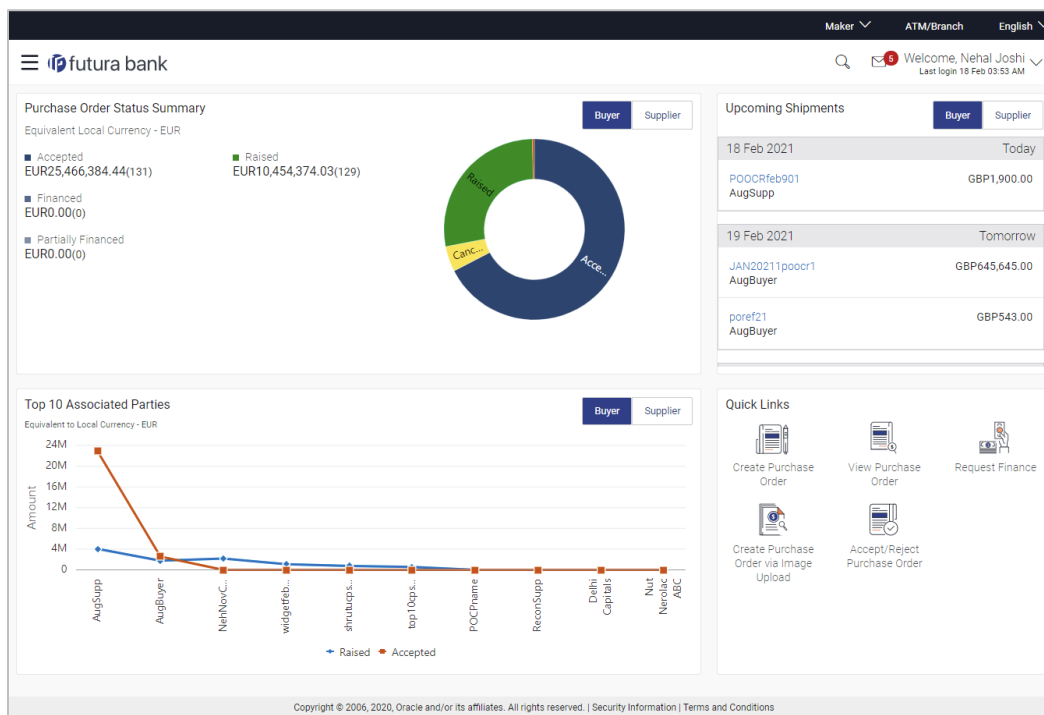 Maker ATM/Branch English
futura bank
5
Welcome, Nehal Joshi
Last login 18 Feb 03:53 AM
Purchase Order Status Summary
Buyer Supplier
Equivalent Local Currency - EUR
Accepted
EUR25,466,384.44(131)
Raised
EUR10,454,374.03(129)
Financed
EUR0.00(0)
Partially Financed
EUR0.00(0)
Raised
Canc...
Acce...
Upcoming Shipments
Buyer Supplier
18 Feb 2021 Today
POOCRfeb901 GBP1,900.00
AugSupp
19 Feb 2021 Tomorrow
JAN20211poocr1 GBP645,645.00
AugBuyer
poref21 GBP543.00
AugBuyer
Top 10 Associated Parties
Buyer Supplier
Equivalent to Local Currency - EUR
Amount
24M
20M
16M
12M
8M
4M
0
AugSupp
AugBuyer
NehNovC...
widgetfeb...
shrutucps...
top10cps...
POCPname
ReconSupp
Delhi
Capitals
Nut
Nerolac
ABC
Raised Accepted
Quick Links
Create Purchase
Order
View Purchase
Order
Request Finance
Create Purchase
Order via Image
Upload
Accept/Reject
Purchase Order
Copyright © 2006, 2020, Oracle and/or its affiliates. All rights reserved. | Security Information | Terms and Conditions